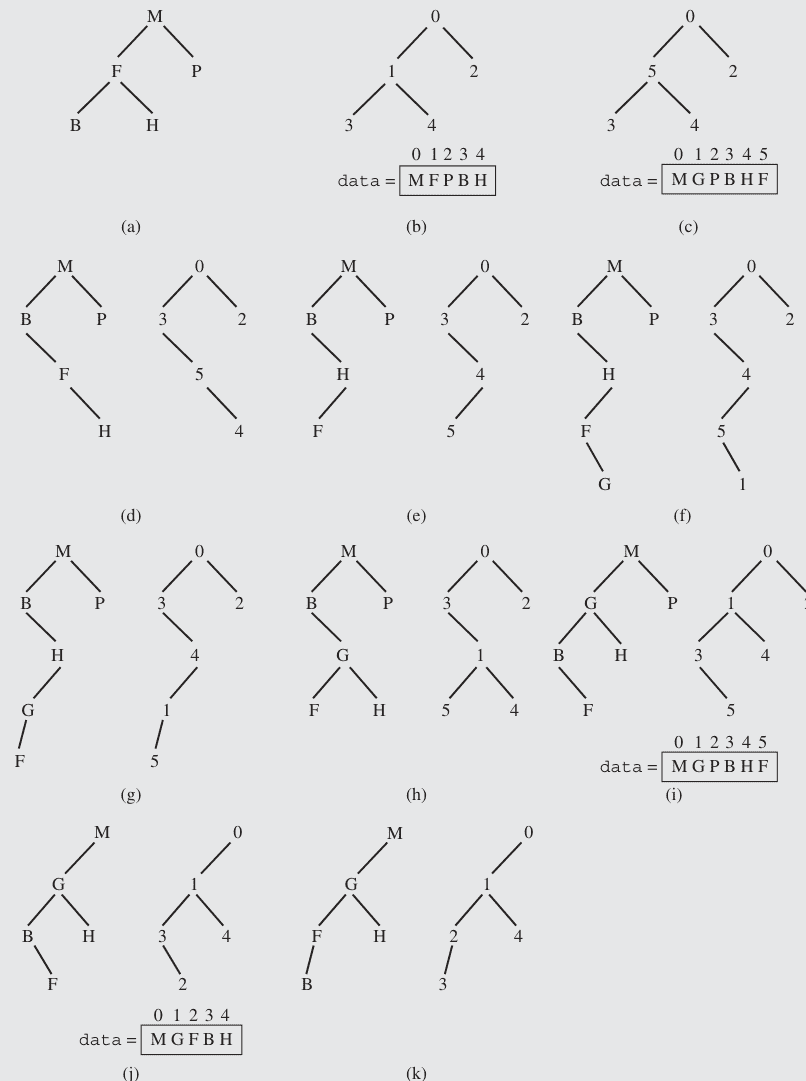 M 0 0
F P 1 2 5 2
B H 3 4 3 4
0 1 2 3 4 0 1 2 3 4 5
data = M F P B H data = M G P B H F
(a) (b) (c)
M 0 M 0 M 0
B P 3 2 B P 3 2 B P 3 2
F 5 H 4 H 4
H 4 F 5 F 5
G 1
(d) (e) (f)
M 0 M 0 M 0
B P 3 2 B P 3 2 G P 1
H 4 G 1 B H 3 4
G 1 F H 5 4 F 5
F 5
0 1 2 3 4 5
data = M G P B H F
(g) (h) (i)
M 0 M 0
G 1 G 1
B H 3 4 F H 2 4
F 2 B 3
0 1 2 3 4
data = M G F B H
(j) (k)